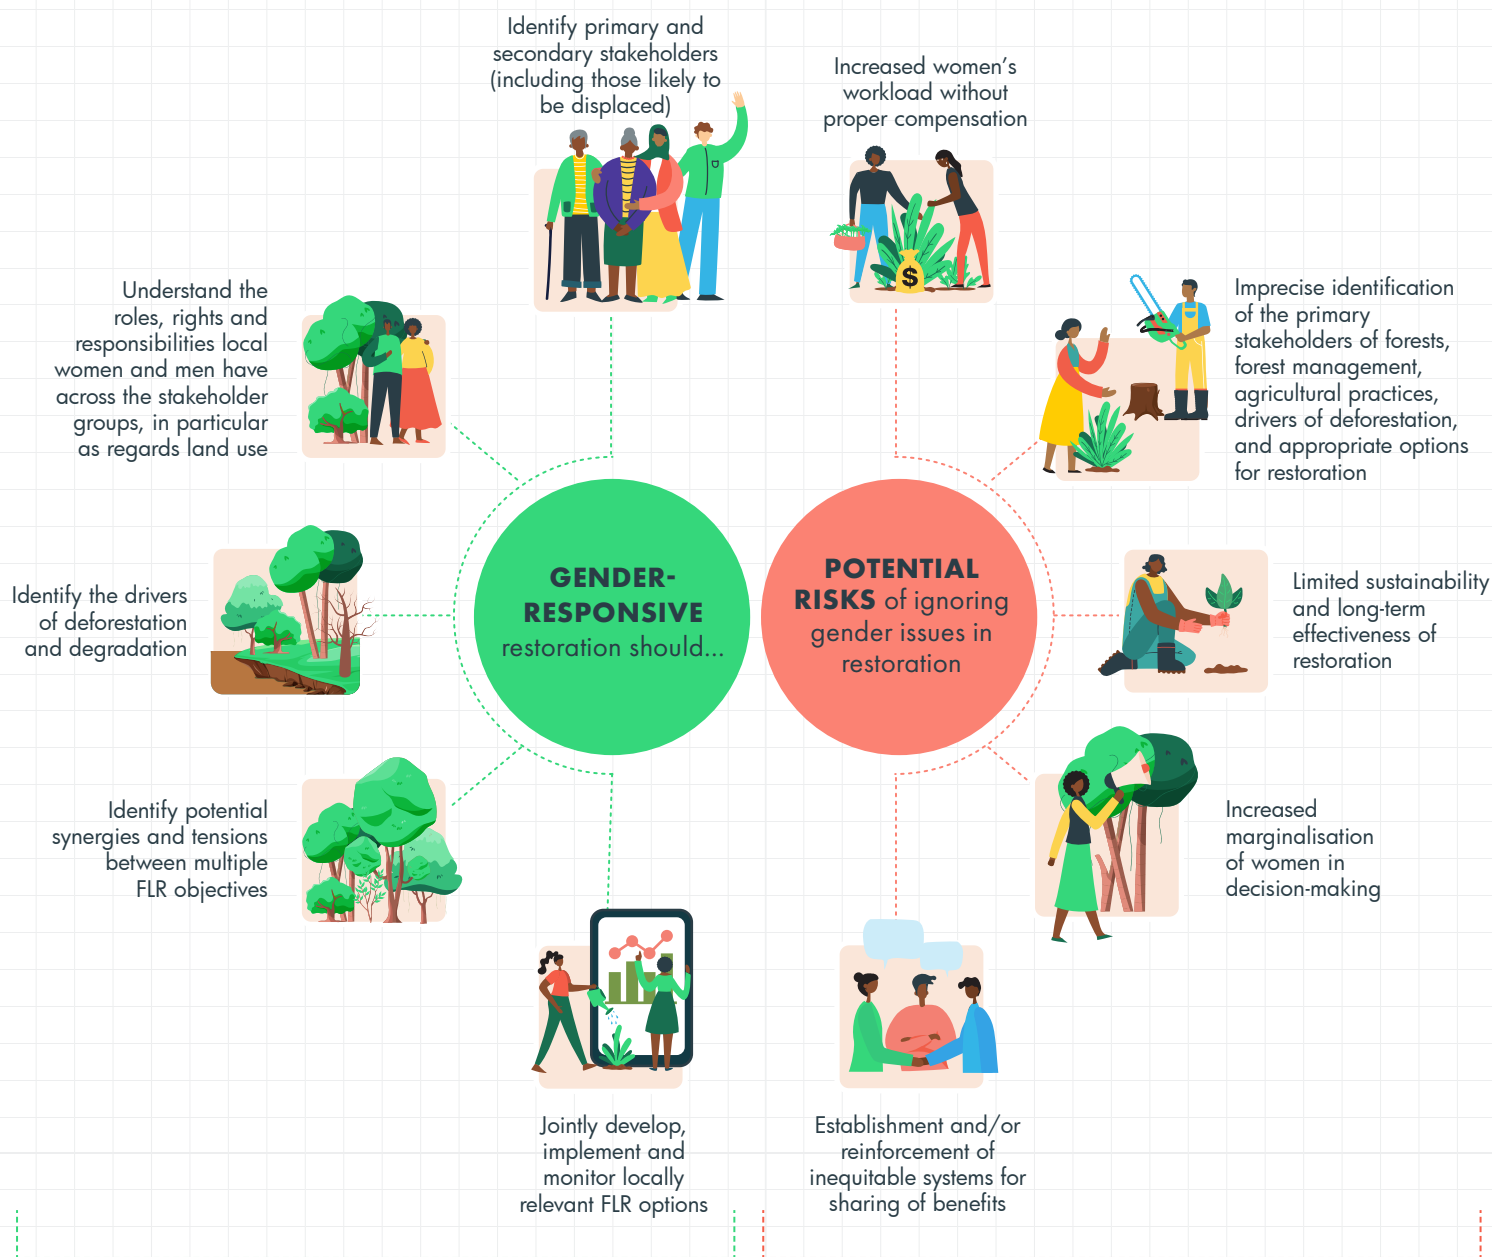 Identify primary and
secondary stakeholders
(including those likely to
be displaced)
Understand the
roles, rights and
responsibilities local
women and men have
across the stakeholder
groups, in particular
as regards land use
Identify the drivers
of deforestation
and degradation
Identify potential
synergies and tensions
between multiple
FLR objectives
Jointly develop,
implement and
monitor locally
relevant FLR options
GENDER-
RESPONSIVE
restoration should...
POTENTIAL
RISKS of ignoring
gender issues in
restoration
Increased women's
workload without
proper compensation
$
Imprecise identification
of the primary
stakeholders of forests,
forest management,
agricultural practices,
drivers of deforestation,
and appropriate options
for restoration
Limited sustainability
and long-term
effectiveness of
restoration
Increased
marginalisation
of women in
decision-making
Establishment and/or
reinforcement of
inequitable systems for
sharing of benefits